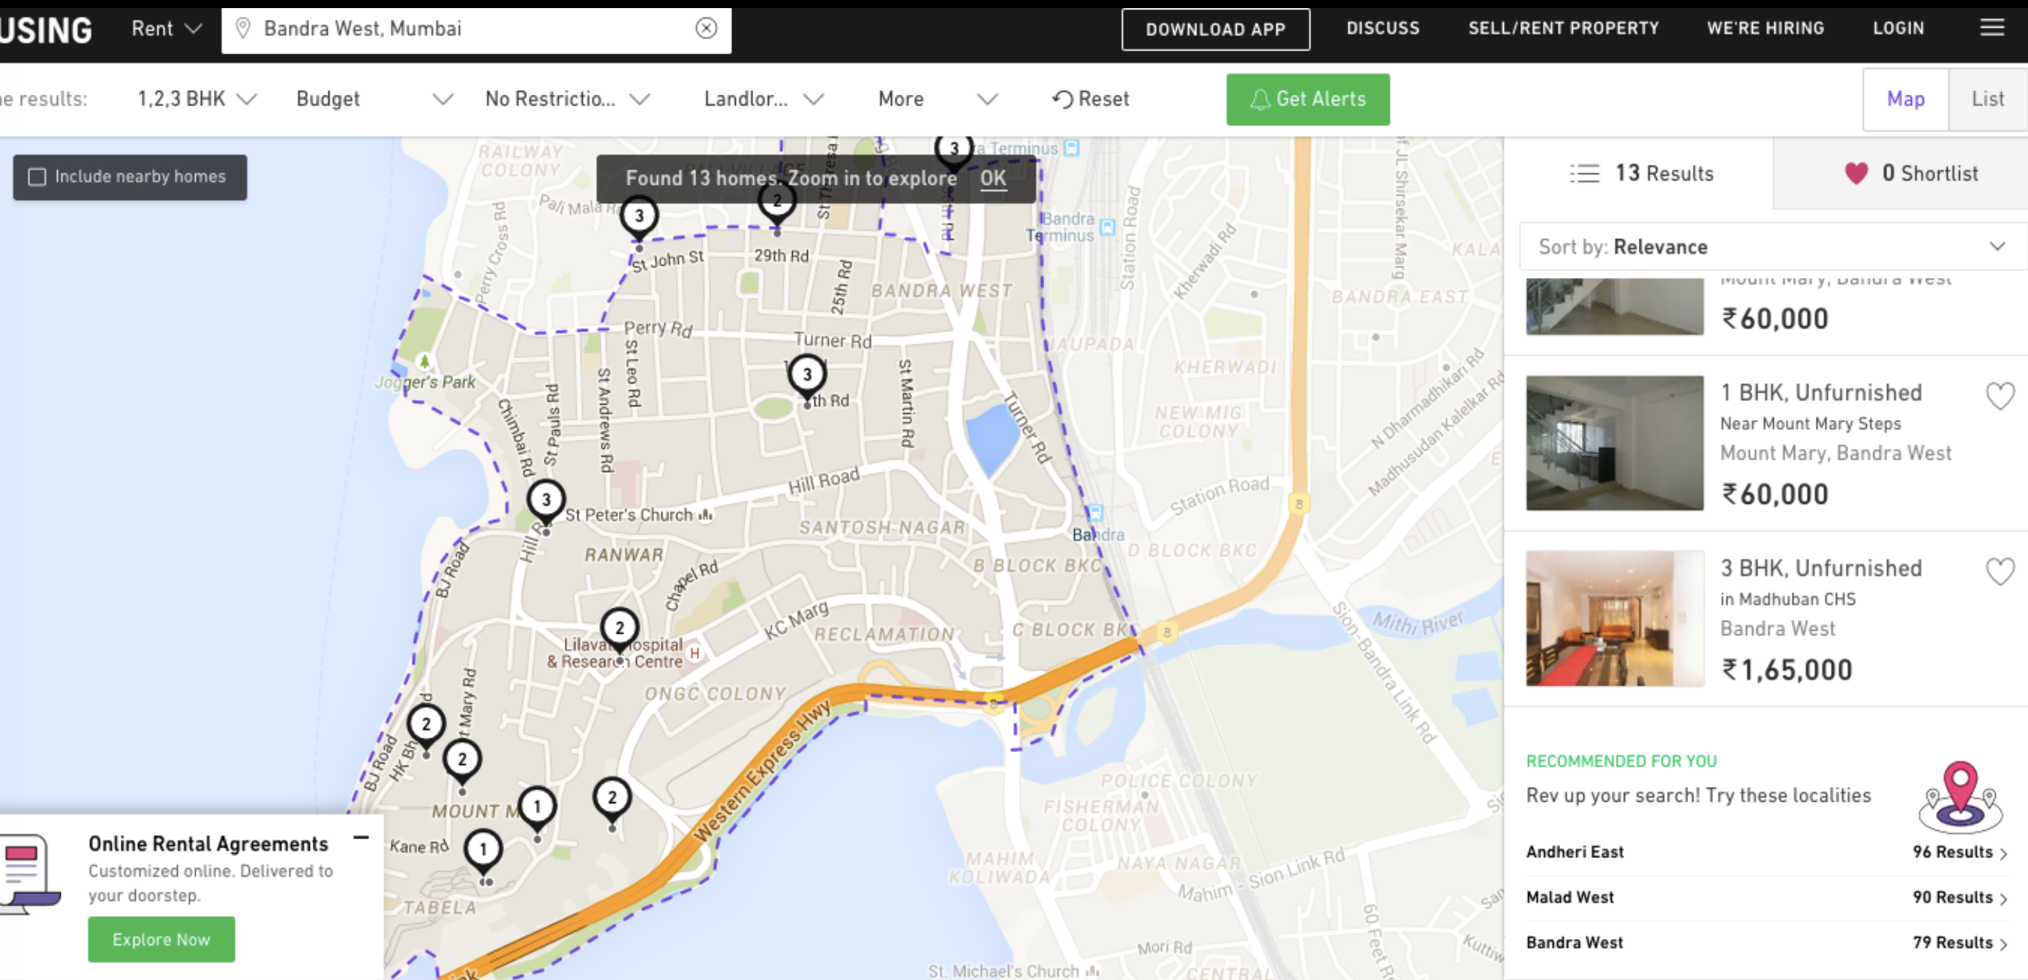 USING
Rent
Bandra West, Mumbai
DOWNLOAD APP
DISCUSS
SELL/RENT PROPERTY
WE'RE HIRING
LOGIN
e results:
1,2,3 BHK
Budget
No Restrictio...
Landlor...
More
Reset
Get Alerts
Map
List
Include nearby homes
Found 13 homes. Zoom in to explore OK
RAILWAY
COLONY
Pali Mala Rd
Perry Cross Rd
3
2
3
a Terminus
Bandra
Terminus
Station Road
Kherwadi Rd
of JL Shirsekar Marg
KALA
St John St
29th Rd
25th Rd
BANDRA WEST
BANDRA EAST
Perry Rd
Turner Rd
St Leo Rd
St Andrews Rd
St Martin Rd
Turner Rd
AUPADA
KHERWADI
N Dharmadhikari Rd
Madhusudan Kalelkar Rd
NEW MIG
COLONY
Jogger's Park
Chimbai Rd
St Pauls Rd
3
th Rd
Hill Road
Station Road
8
3
St Peter's Church
Hill R
SANTOSH NAGAR
Bandra
D BLOCK BKC
RANWAR
B BLOCK BKC
BJ Road
Chapel Rd
KC Marg
RECLAMATION
C BLOCK BK
8
Mithi River
Sion-Bandra Link Rd
2
Lilavat ospital
& Research Centre
H
ONGC COLONY
8
t Mary Rd
2
2
BJ Road
HK Bh
d
Western Express Hwy
MOUNT M
1
2
1
Kane Rd
TABELA
POLICE COLONY
FISHERMAN
COLONY
MAHIM
KOLIWADA
NAYA NAGAR
Mahim - Sion Link Rd
60 Feet R
Mori Rd
St. Michael's Church
CENTRAL
Kuttiw
Online Rental Agreements
Customized online. Delivered to
your doorstep.
Explore Now
13 Results
0 Shortlist
Sort by: Relevance
Mount Mary, Bandra West
₹60,000
1 BHK, Unfurnished
Near Mount Mary Steps
Mount Mary, Bandra West
₹60,000
3 BHK, Unfurnished
in Madhuban CHS
Bandra West
₹1,65,000
RECOMMENDED FOR YOU
Rev up your search! Try these localities
Andheri East 96 Results
Malad West 90 Results
Bandra West 79 Results